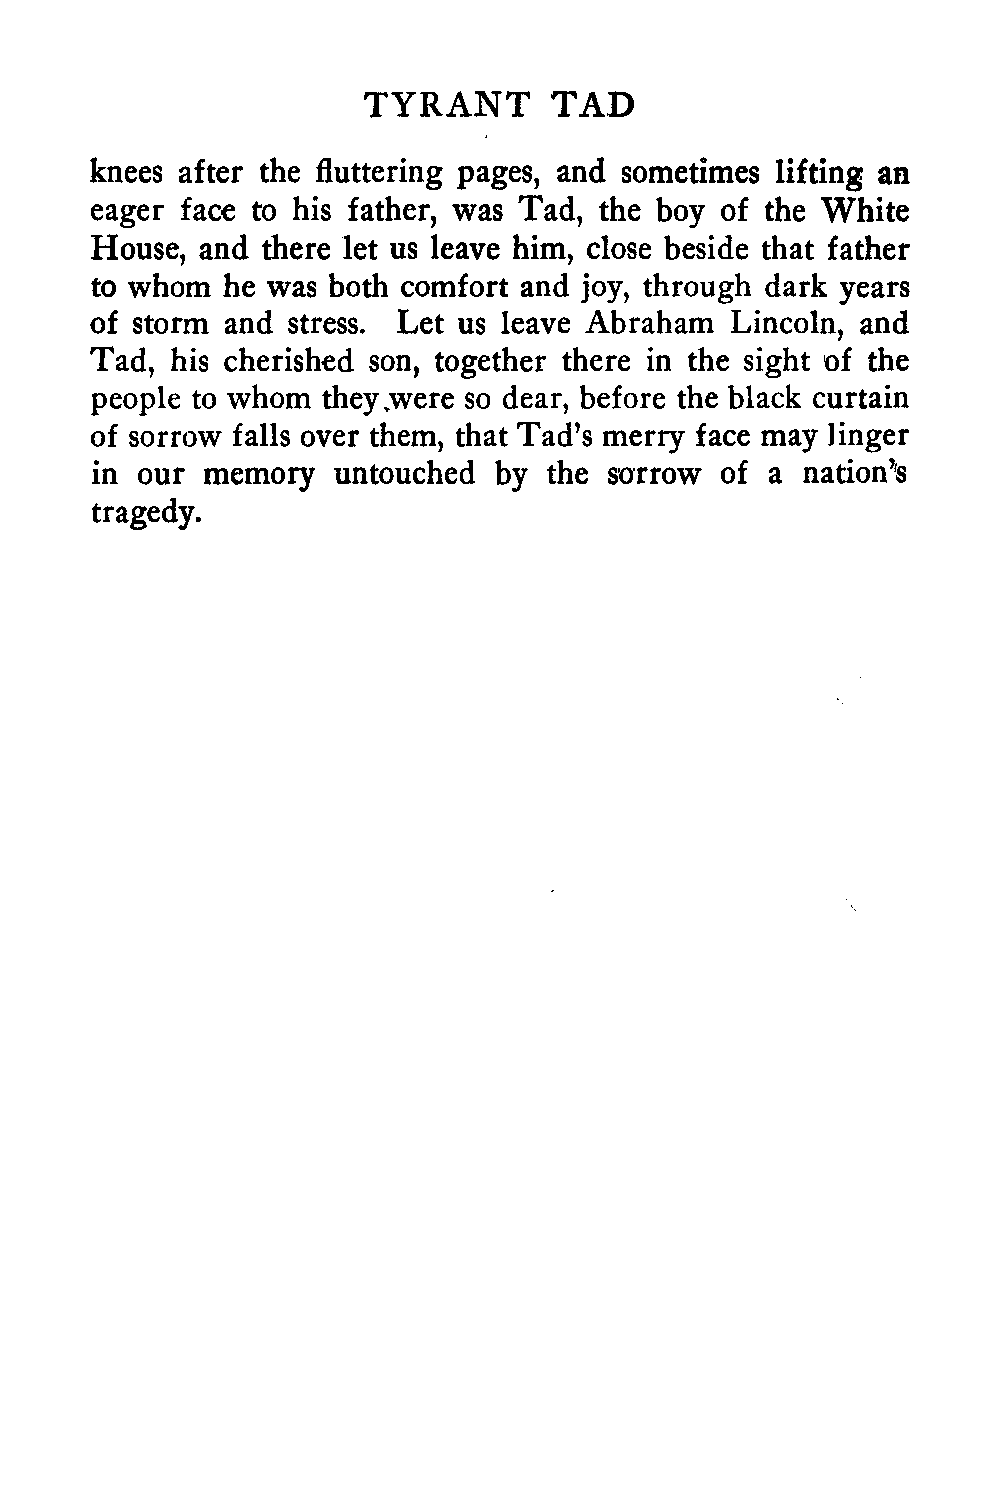 TYRANT TAD
knees after the fluttering pages, and sometimes lifting an
eager face to his father, was Tad, the boy of the White
House, and there let us leave him, close beside that father
to whom he was both comfort and joy, through dark years
of storm and stress. Let us leave Abraham Lincoln, and
Tad, his cherished son, together there in the sight of the
people to whom they were so dear, before the black curtain
of sorrow falls over them, that Tad's merry face may linger
in our memory untouched by the sorrow of a nation's
tragedy.